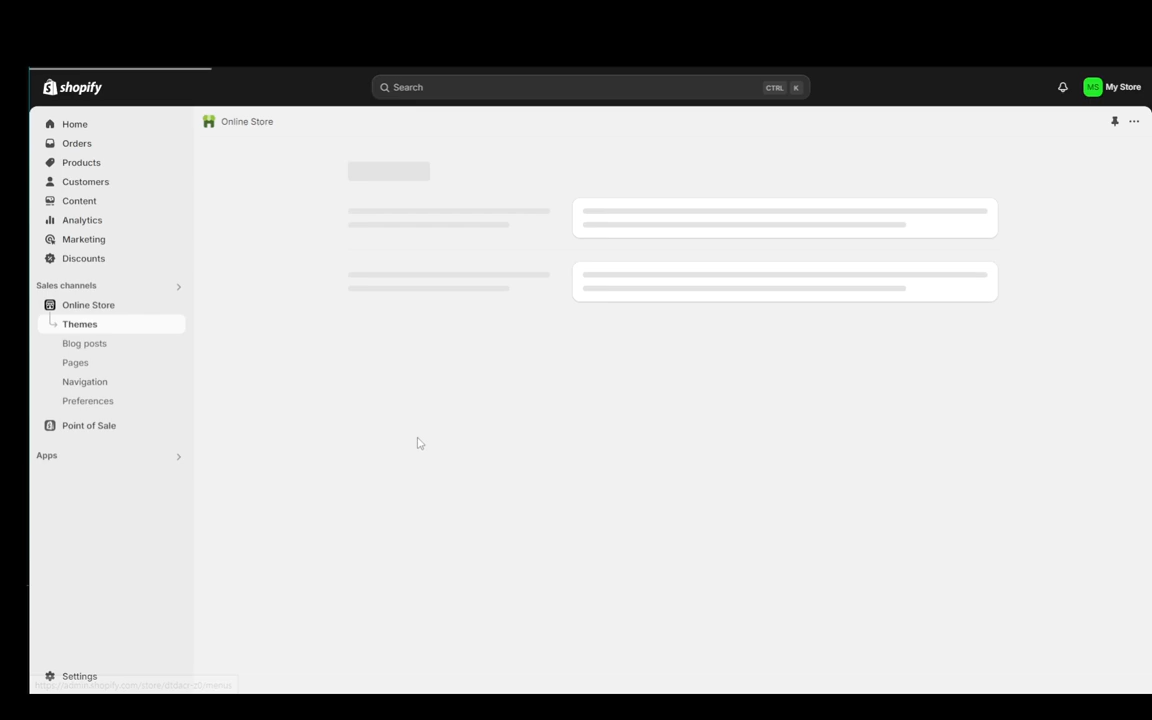 shopify
Search
CTRL K
MS My Store
Home
Orders
Products
Customers
Content
Analytics
Marketing
Discounts
Sales channels
Online Store
Themes
Blog posts
Pages
Navigation
Preferences
Point of Sale
Apps
Settings
Online Store